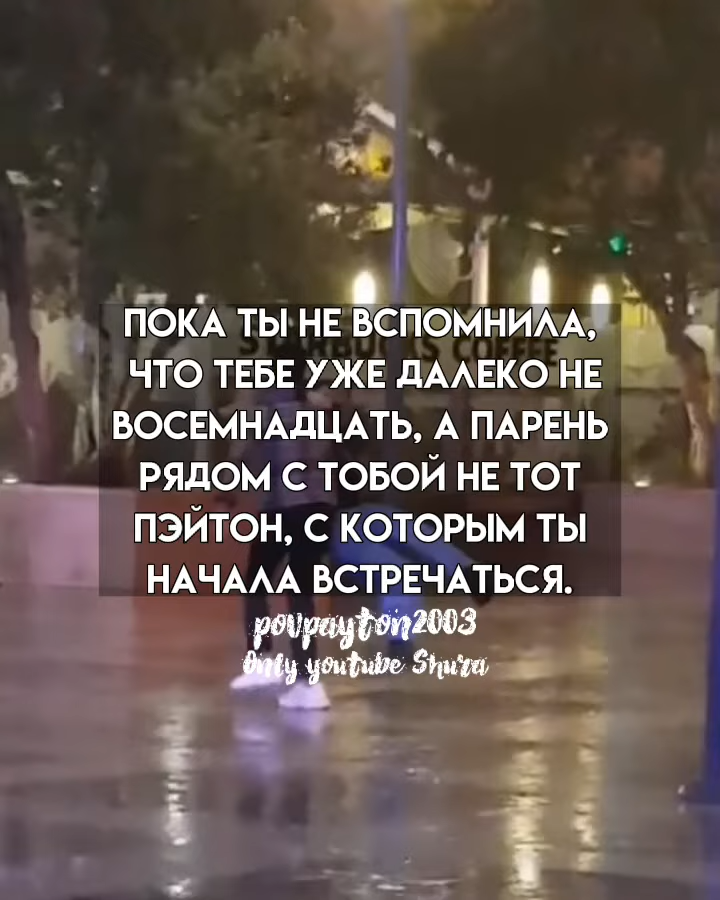 ПОКА ТЫ НЕ ВСПОМНИЛА,
ЧТО ТЕБЕ УЖЕ ДАЛЕКО НЕ
ВОСЕМНАДЦАТЬ, А ПАРЕНЬ
РЯДОМ С ТОБОЙ НЕ ТОТ
ПЭЙТОН, С КОТОРЫМ ТЫ
НАЧАЛА ВСТРЕЧАТЬСЯ.
povpayton2003
Only youtube Shura